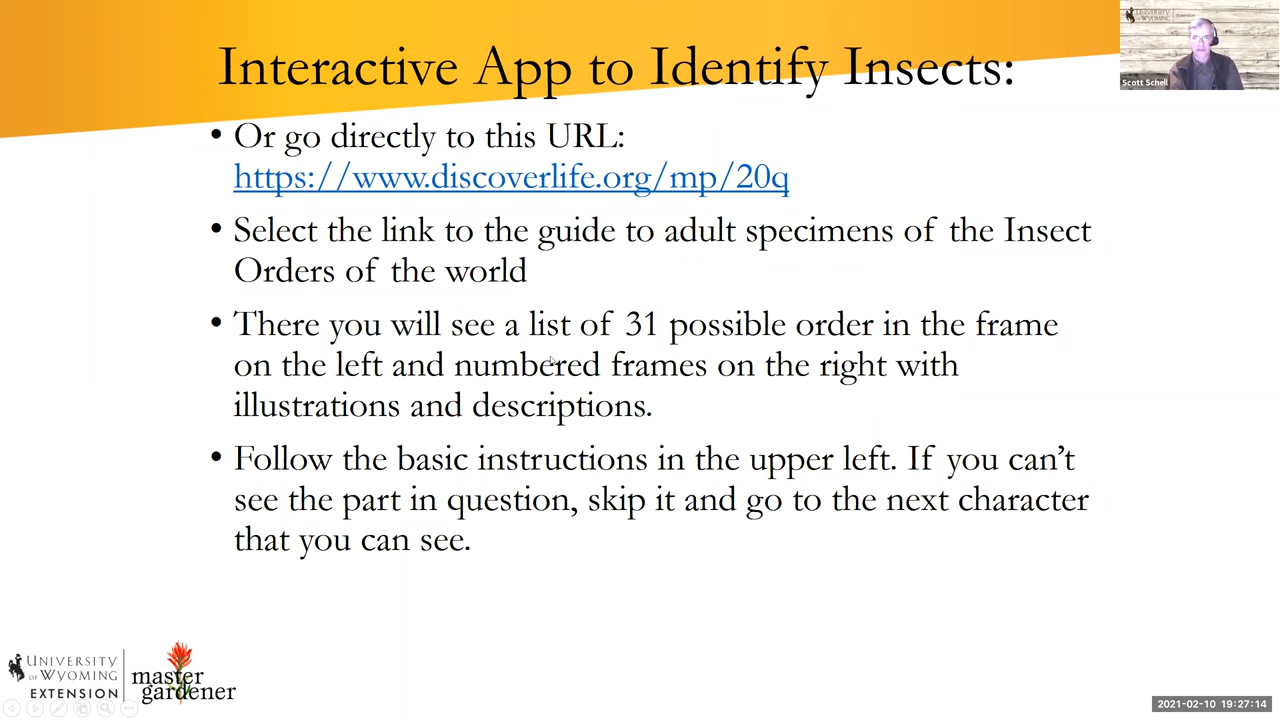 Interactive App to Identify Insects:
UNIVERSITY
OF WYOMING
Extension
Scott Schell
• Or go directly to this URL:
https://www.discoverlife.org/mp/20q
• Select the link to the guide to adult specimens of the Insect
Orders of the world
• There you will see a list of 31 possible order in the frame
on the left and numbered frames on the right with
illustrations and descriptions.
• Follow the basic instructions in the upper left. If you can’t
see the part in question, skip it and go to the next character
that you can see.
UNIVERSITY
OF WYOMING
EXTENSION
master
gardener
2021-02-10 19:27:14